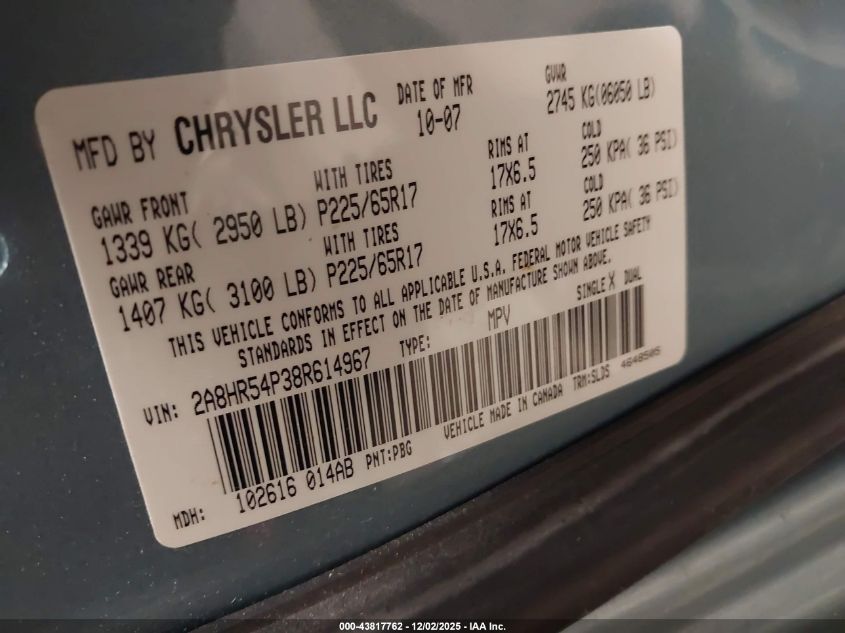 MFD BY CHRYSLER LLC DATE OF MFR 10-07 GVWR 2745 KG(06050 LB)
GAWR FRONT WITH TIRES RIMS AT COLD
1339 KG( 2950 LB) P225/65R17 17X6.5 250 KPA( 36 PSI)
GAWR REAR WITH TIRES RIMS AT COLD
1407 KG( 3100 LB) P225/65R17 17X6.5 250 KPA( 36 PSI)
THIS VEHICLE CONFORMS TO ALL APPLICABLE U.S.A. FEDERAL MOTOR VEHICLE SAFETY
STANDARDS IN EFFECT ON THE DATE OF MANUFACTURE SHOWN ABOVE.
VIN: 2A8HR54P38R614967 TYPE: MPV SINGLE X DUAL
MDH: 102616 014AB PNT:PBG VEHICLE MADE IN CANADA TRM:SLDS 4648505
000-43817762 - 12/02/2025 - IAA Inc.